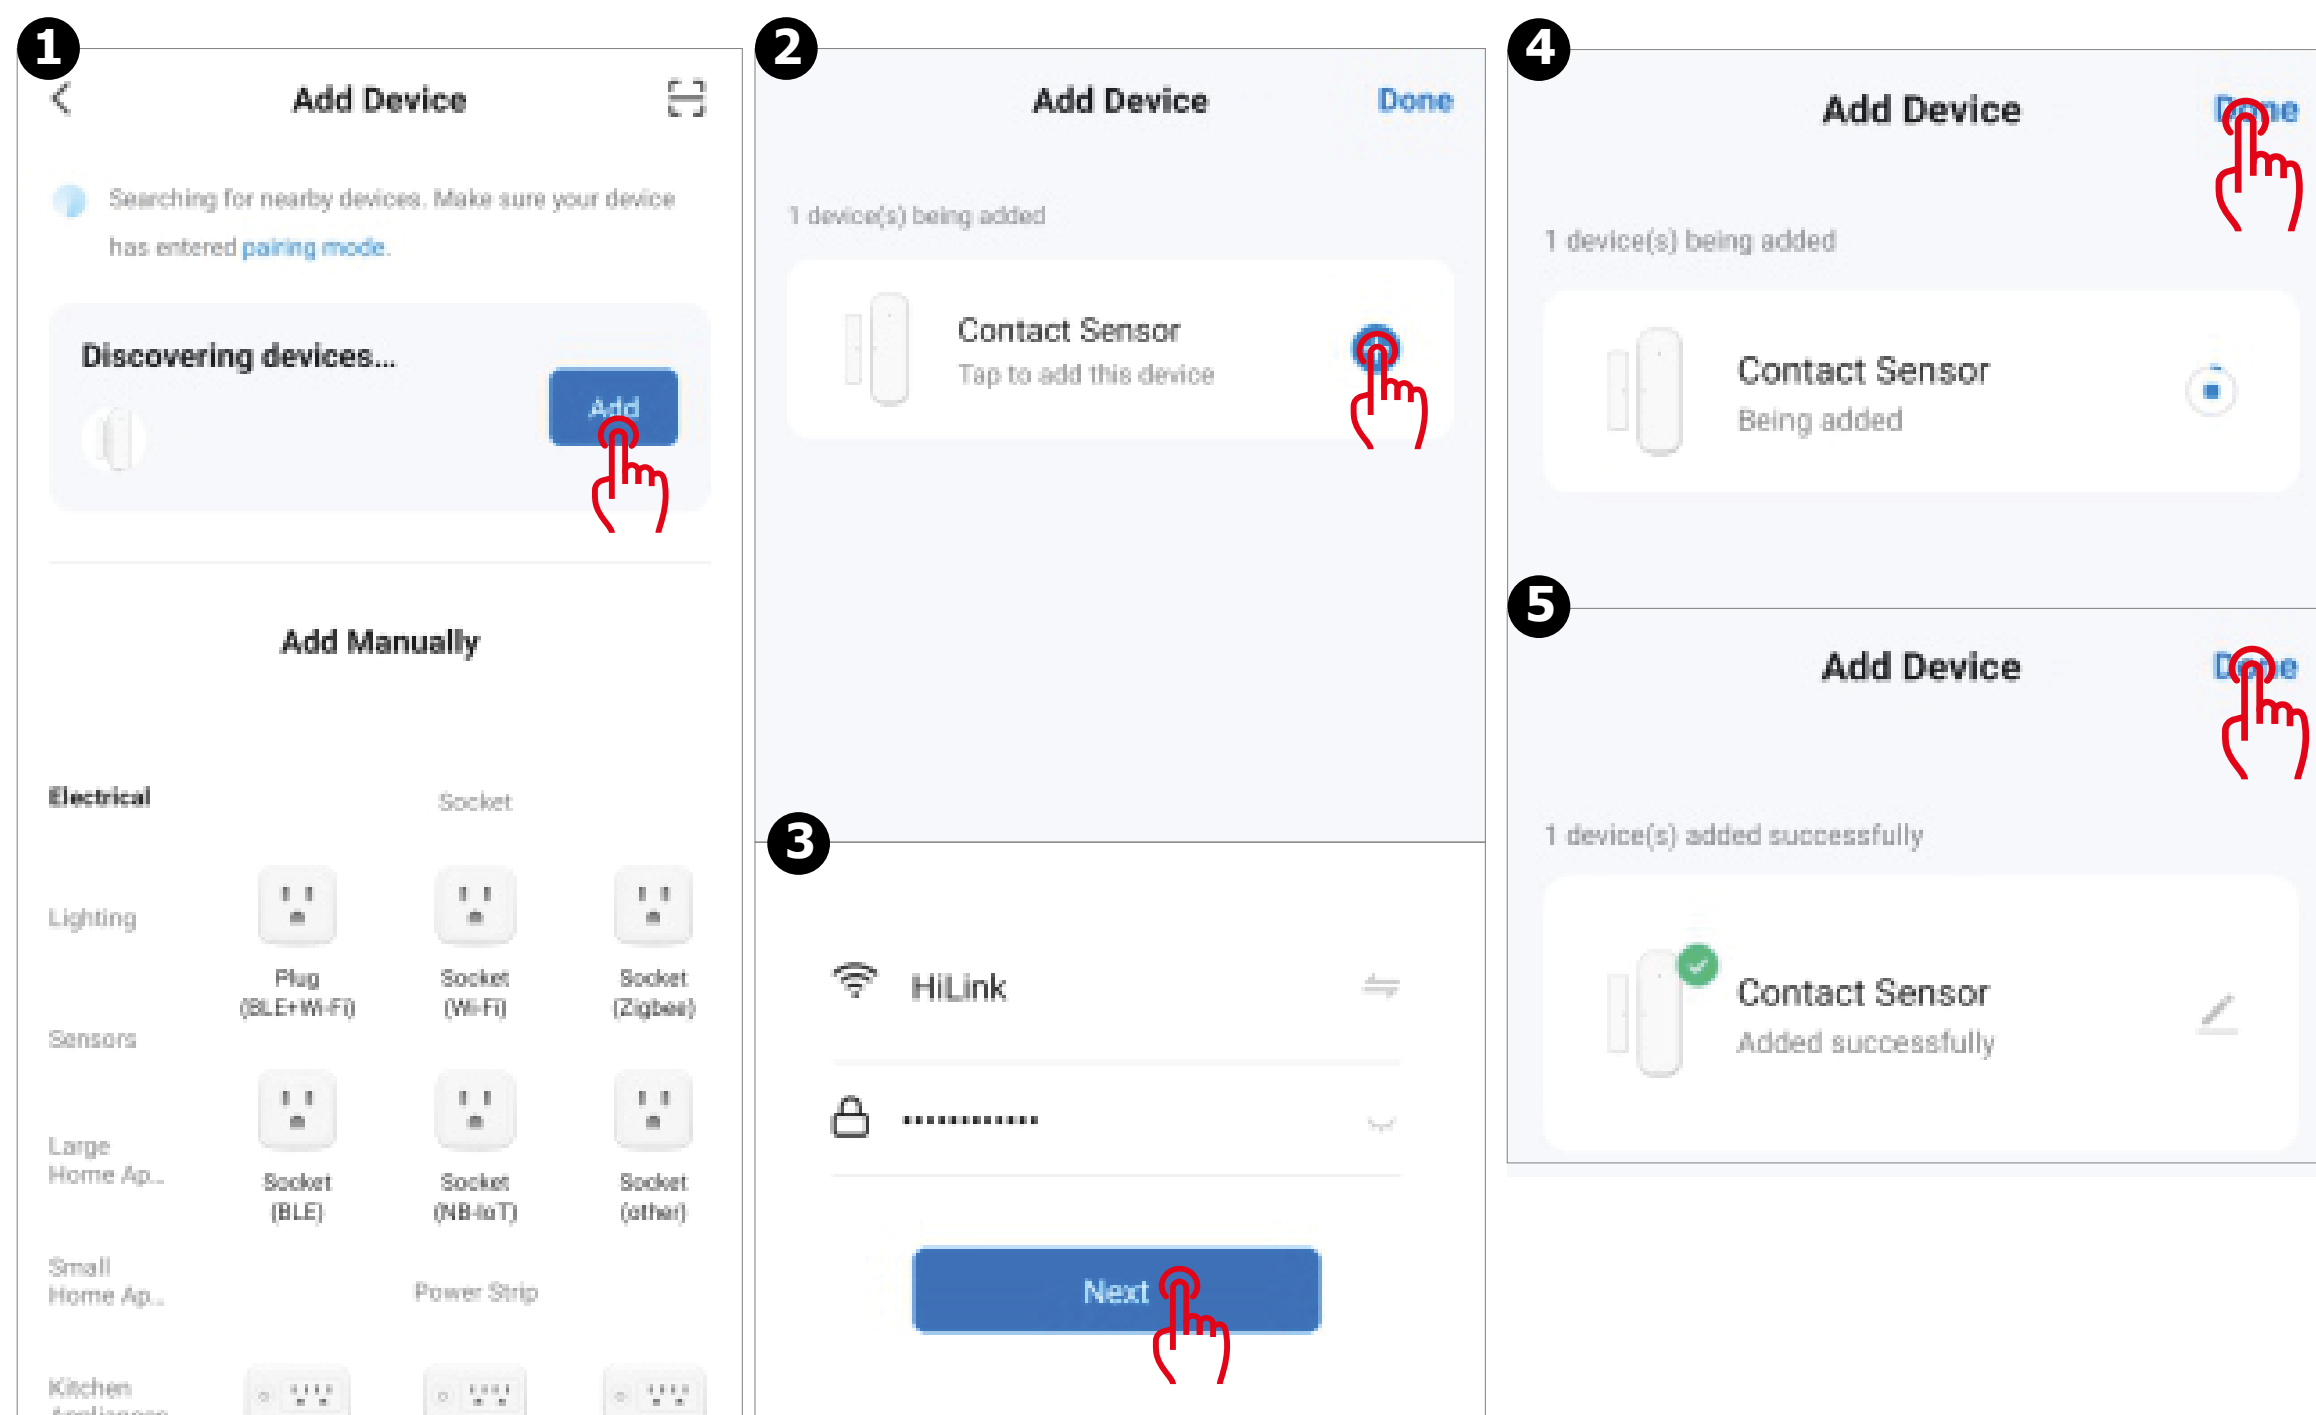 1
Add Device
Searching for nearby devices. Make sure your device
has entered pairing mode.
Discovering devices...
Add
Add Manually
Electrical
Socket
Lighting
Plug
(BLE+Wi-Fi)
Socket
(Wi-Fi)
Socket
(Zigbee)
Sensors
Large
Home Ap...
Socket
(BLE)
Socket
(NB-IoT)
Socket
(other)
Small
Home Ap...
Power Strip
Kitchen
Appliances
2
Add Device
Done
1 device(s) being added
Contact Sensor
Tap to add this device
3
HiLink
••••••••••••
Next
4
Add Device
Done
1 device(s) being added
Contact Sensor
Being added
5
Add Device
Done
1 device(s) added successfully
Contact Sensor
Added successfully